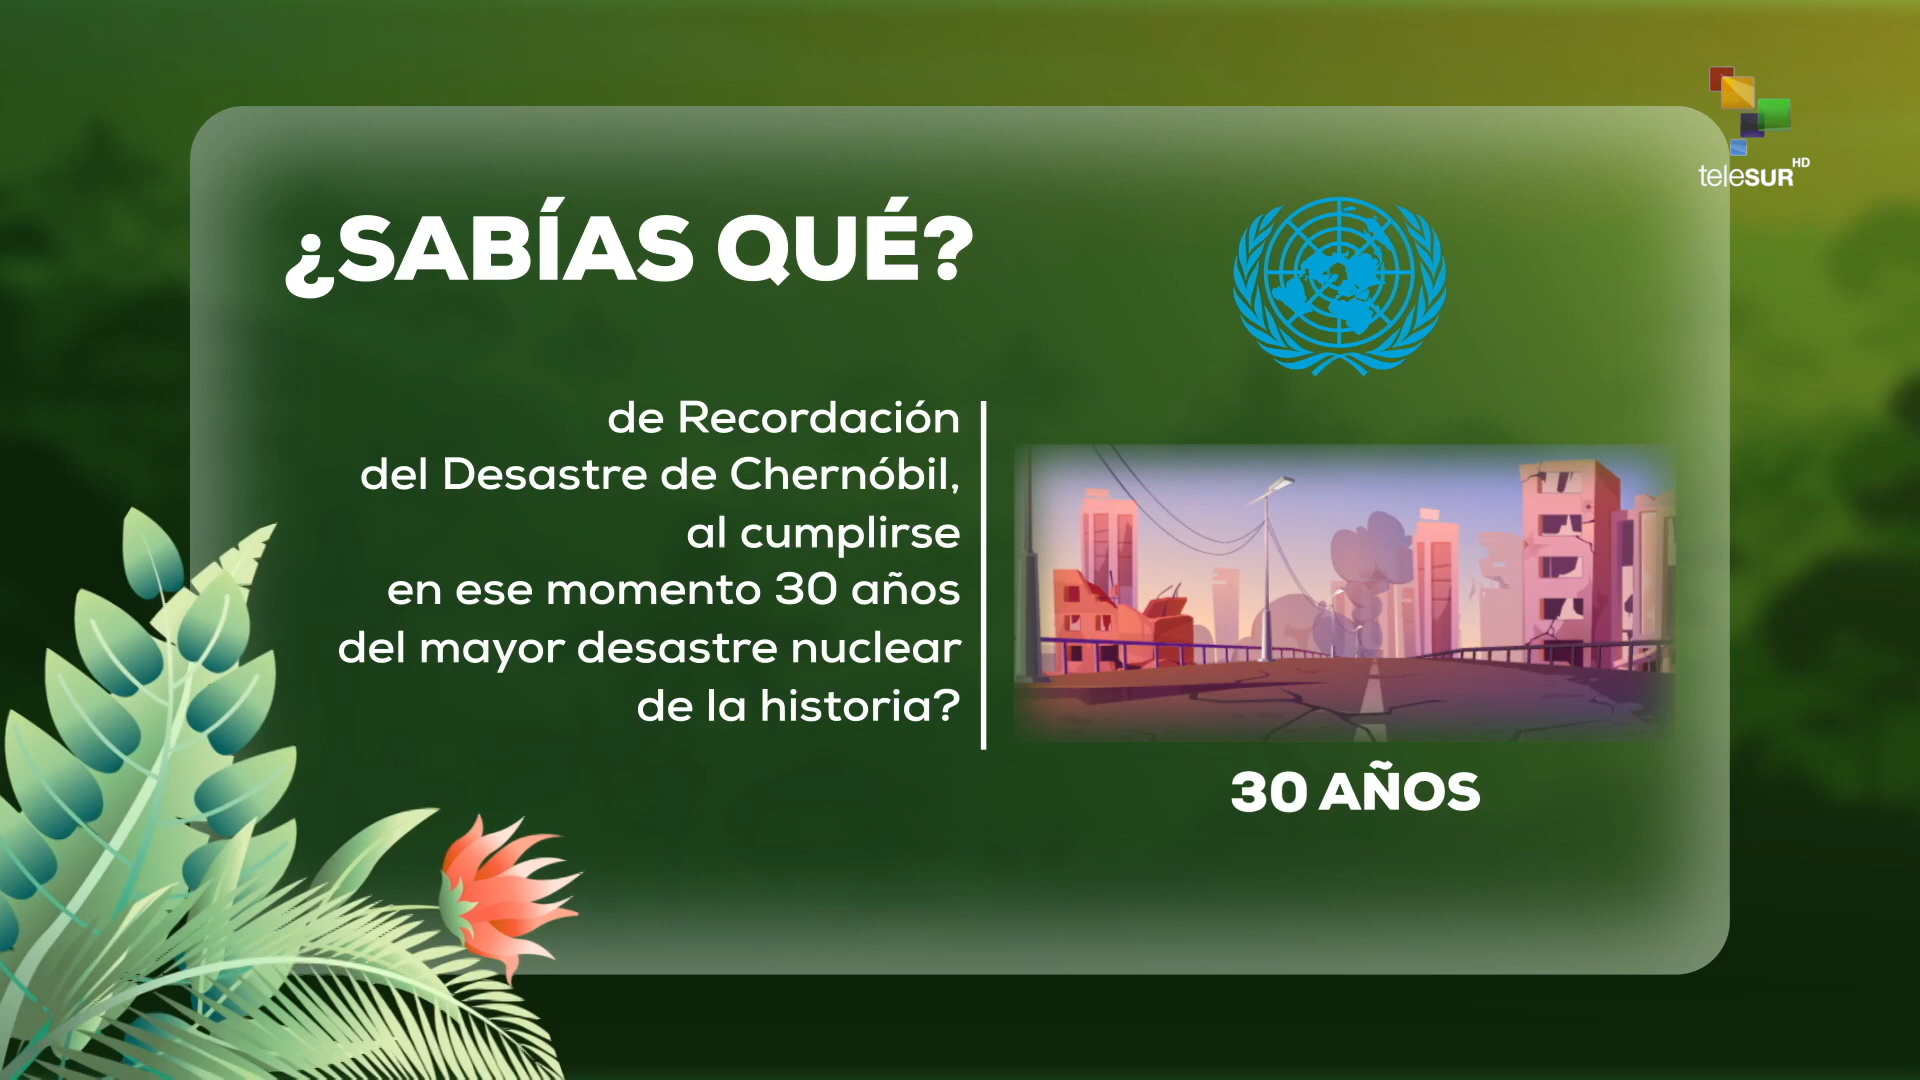 ¿SABÍAS QUÉ?
de Recordación
del Desastre de Chernóbil,
al cumplirse
en ese momento 30 años
del mayor desastre nuclear
de la historia?
30 AÑOS
teleSUR HD